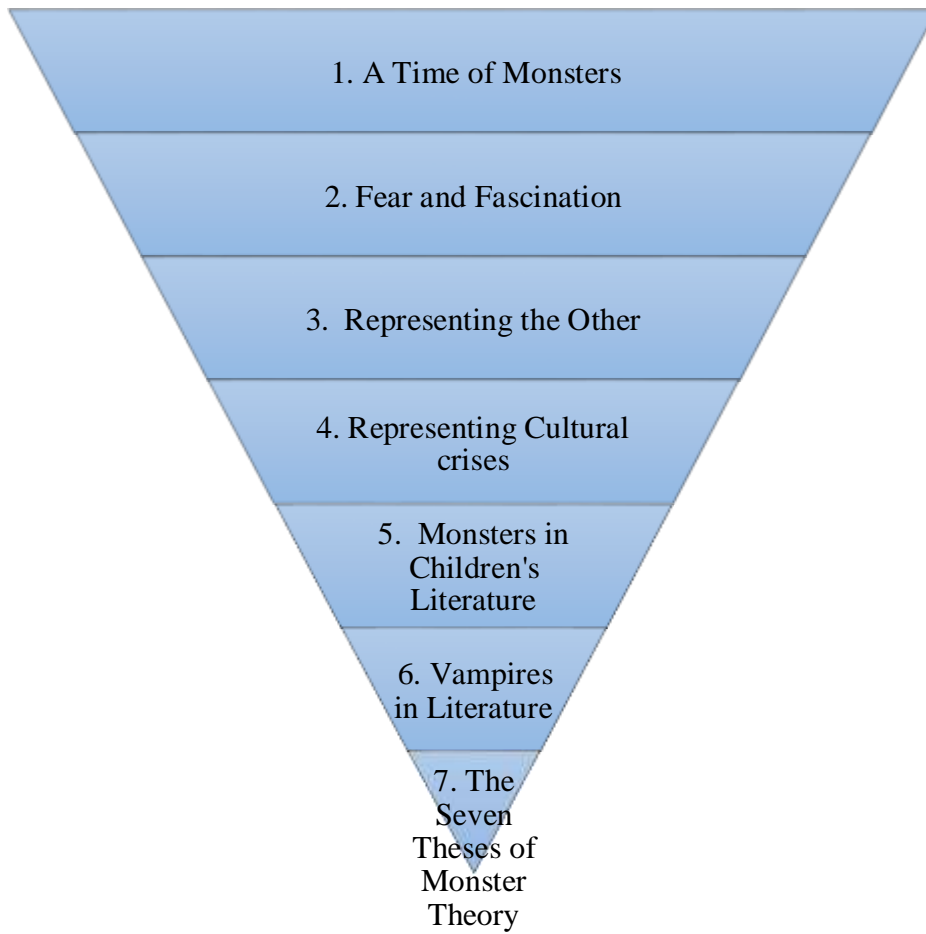 1. A Time of Monsters
2. Fear and Fascination
3.  Representing the Other
4. Representing Cultural
crises
5.  Monsters in
Children's
Literature
6. Vampires
in Literature
7. The
Seven
Theses of
Monster
Theory